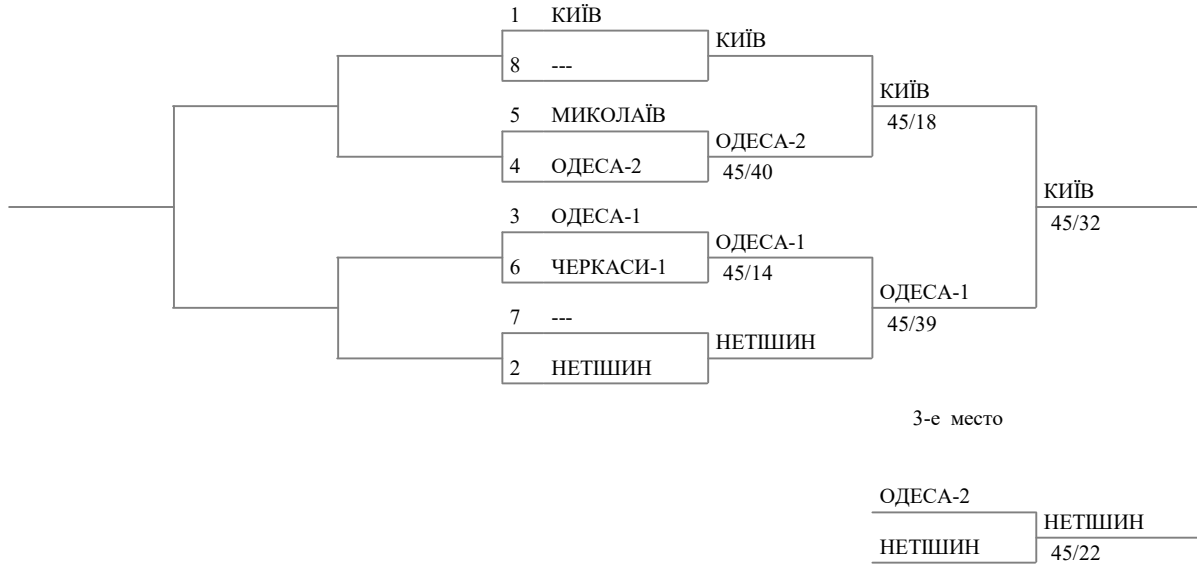 1 КИЇВ
КИЇВ
8 ---
КИЇВ
45/18
5 МИКОЛАЇВ
ОДЕСА-2
45/40
4 ОДЕСА-2
КИЇВ
45/32
3 ОДЕСА-1
ОДЕСА-1
45/14
6 ЧЕРКАСИ-1
ОДЕСА-1
45/39
7 ---
НЕТІШИН
2 НЕТІШИН
3-е место
ОДЕСА-2
НЕТІШИН
45/22
НЕТІШИН